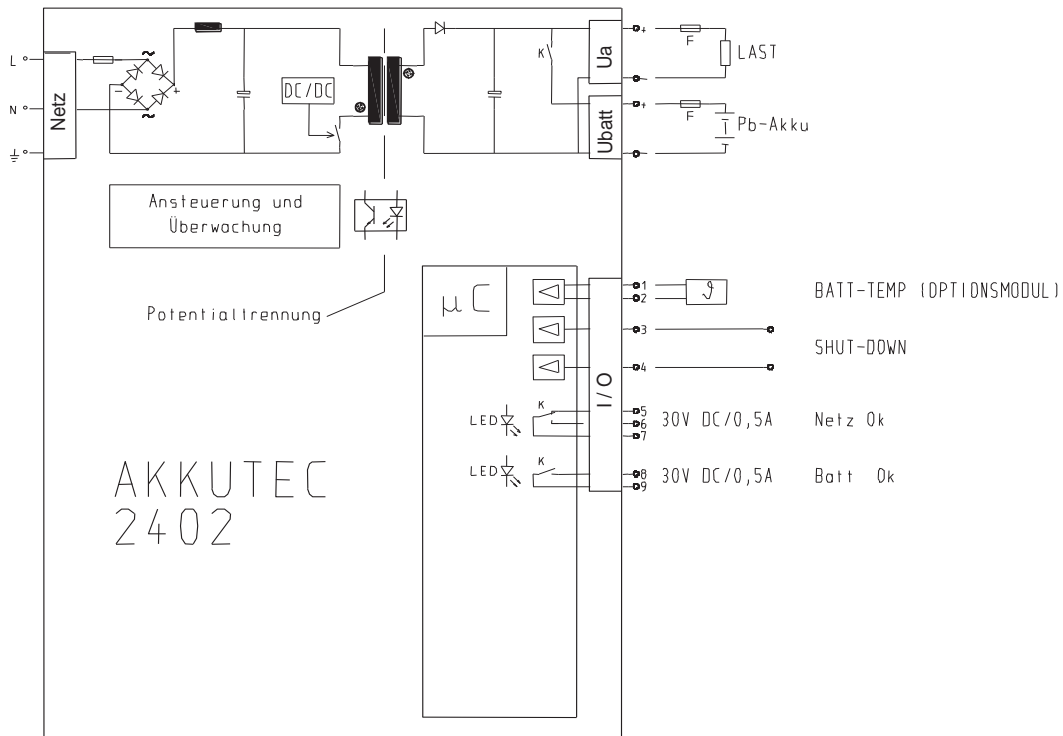 L
N
Netz
~
~
-
+
DC/DC
K
Ua
+
-
F
LAST
Ubatt
+
-
F
Pb-Akku
Ansteuerung und
Überwachung
Potentialtrennung
µC
I/O
1
2
ϑ
BATT-TEMP (OPTIONSMODUL)
3
SHUT-DOWN
4
LED
K
5
6
7
30V DC/0,5A
Netz Ok
LED
K
8
9
30V DC/0,5A
Batt Ok
AKKUTEC
2402